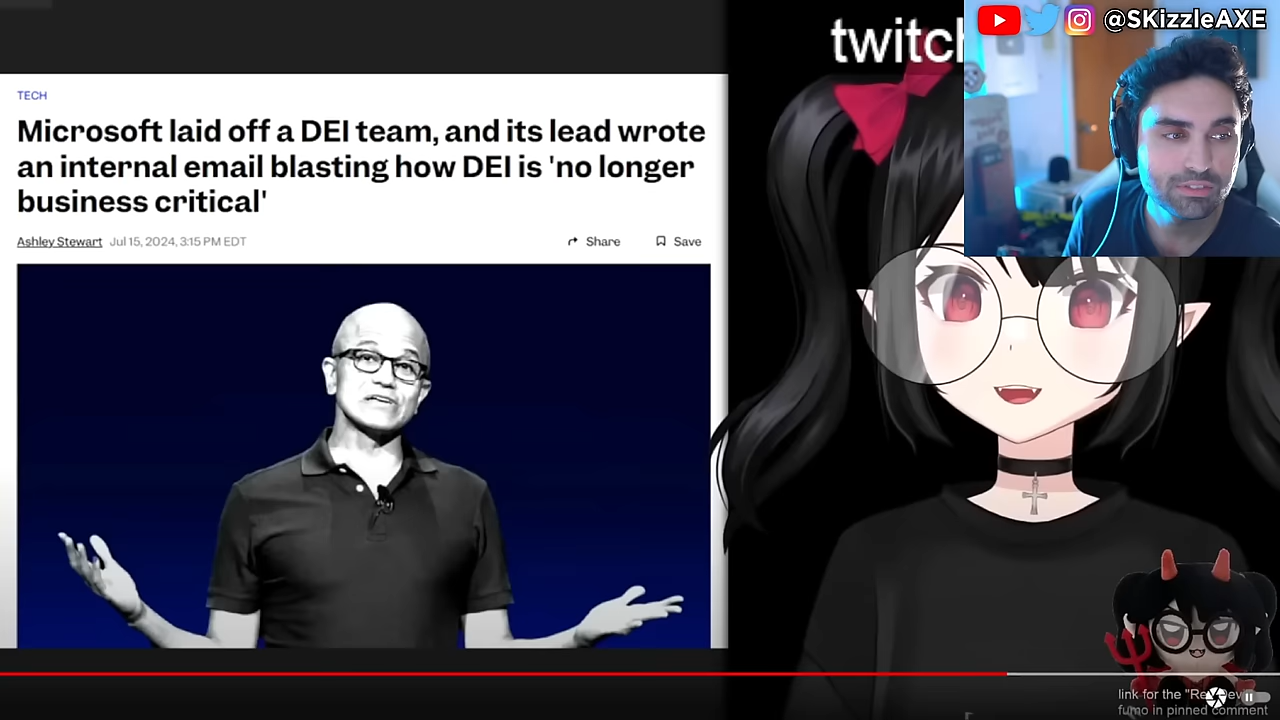 twitch
@SKizzleAXE
TECH
Microsoft laid off a DEI team, and its lead wrote
an internal email blasting how DEI is 'no longer
business critical'
Ashley Stewart Jul 15, 2024, 3:15 PM EDT
Share
Save
link for the "Red Devil"
fumo in pinned comment